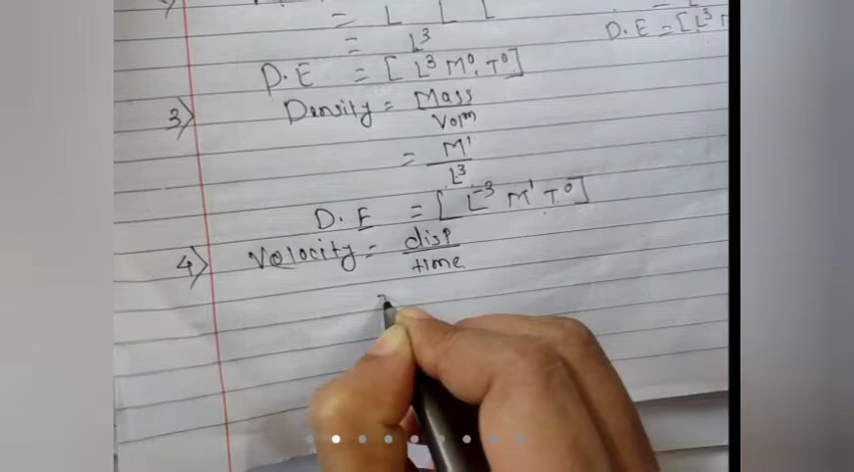 = L L L
= L³
D.E = [L³
D.E = [L³ M⁰. T⁰]
3) Density = Mass
Volm
= M¹
L³
D.E = [L⁻³ M¹ T⁰]
4) Velocity = disp
time
=